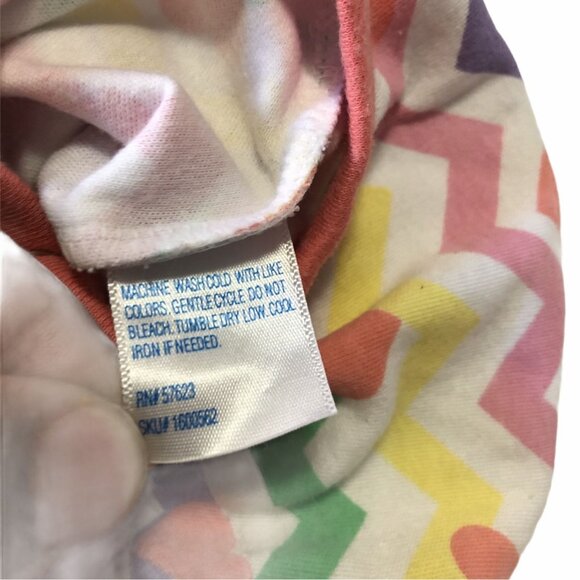 MACHINE WASH COLD WITH LIKE
COLORS. GENTLE CYCLE DO NOT
BLEACH. TUMBLE DRY LOW. COOL
IRON IF NEEDED.
RN# 57623
SKU# 1600562